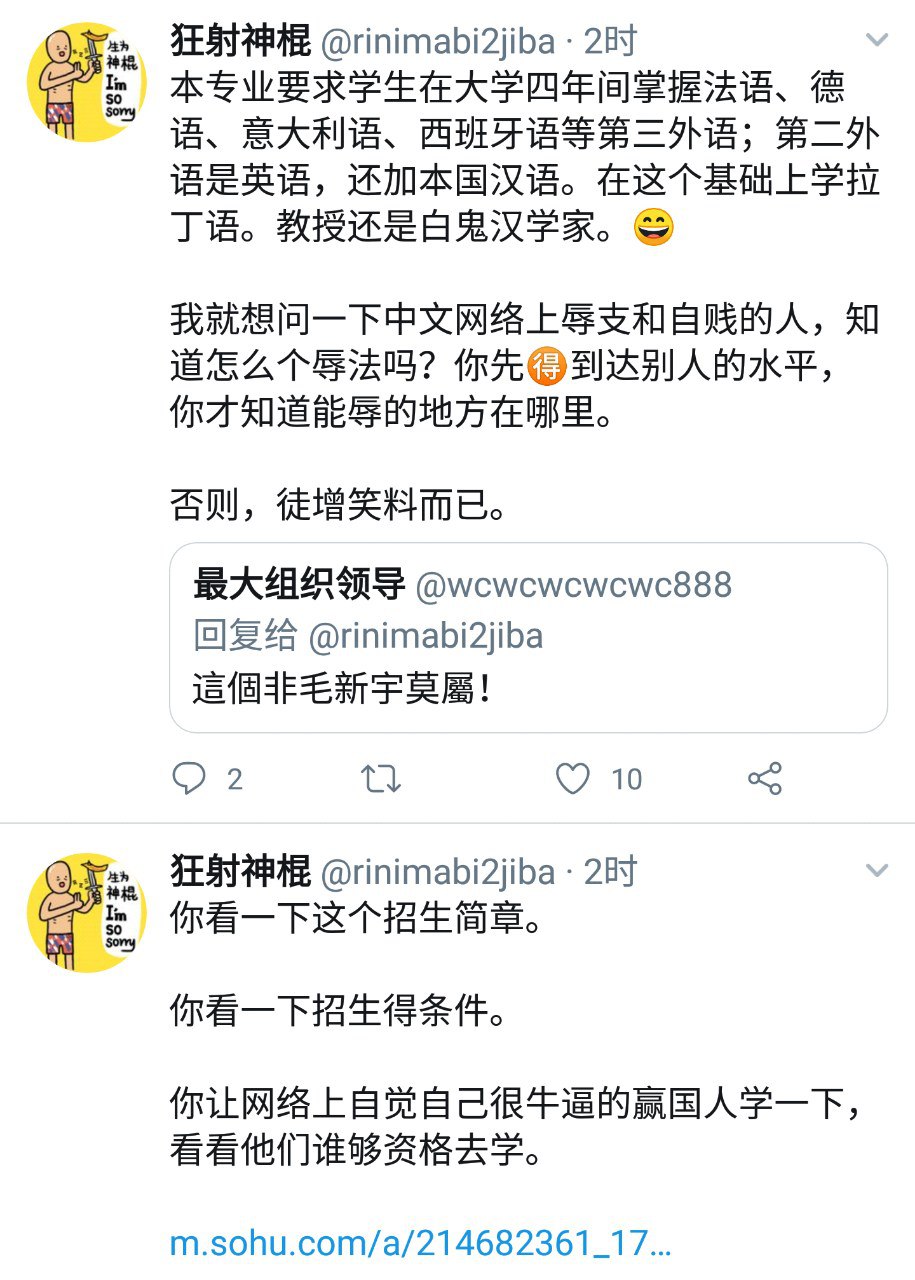 狂射神棍 @rinimabi2jiba · 2时
生为
神棍
I'm
so
sorry
本专业要求学生在大学四年间掌握法语、德
语、意大利语、西班牙语等第三外语；第二外
语是英语，还加本国汉语。在这个基础上学拉
丁语。教授还是白鬼汉学家。😄
我就想问一下中文网络上辱支和自贱的人，知
道怎么个辱法吗？你先🉐到达别人的水平，
你才知道能辱的地方在哪里。
否则，徒增笑料而已。
最大组织领导 @wcwcwcwcwc888
回复给 @rinimabi2jiba
這個非毛新宇莫屬！
2
10
狂射神棍 @rinimabi2jiba · 2时
生为
神棍
I'm
so
sorry
你看一下这个招生简章。
你看一下招生得条件。
你让网络上自觉自己很牛逼的赢国人学一下，
看看他们谁够资格去学。
m.sohu.com/a/214682361_17…